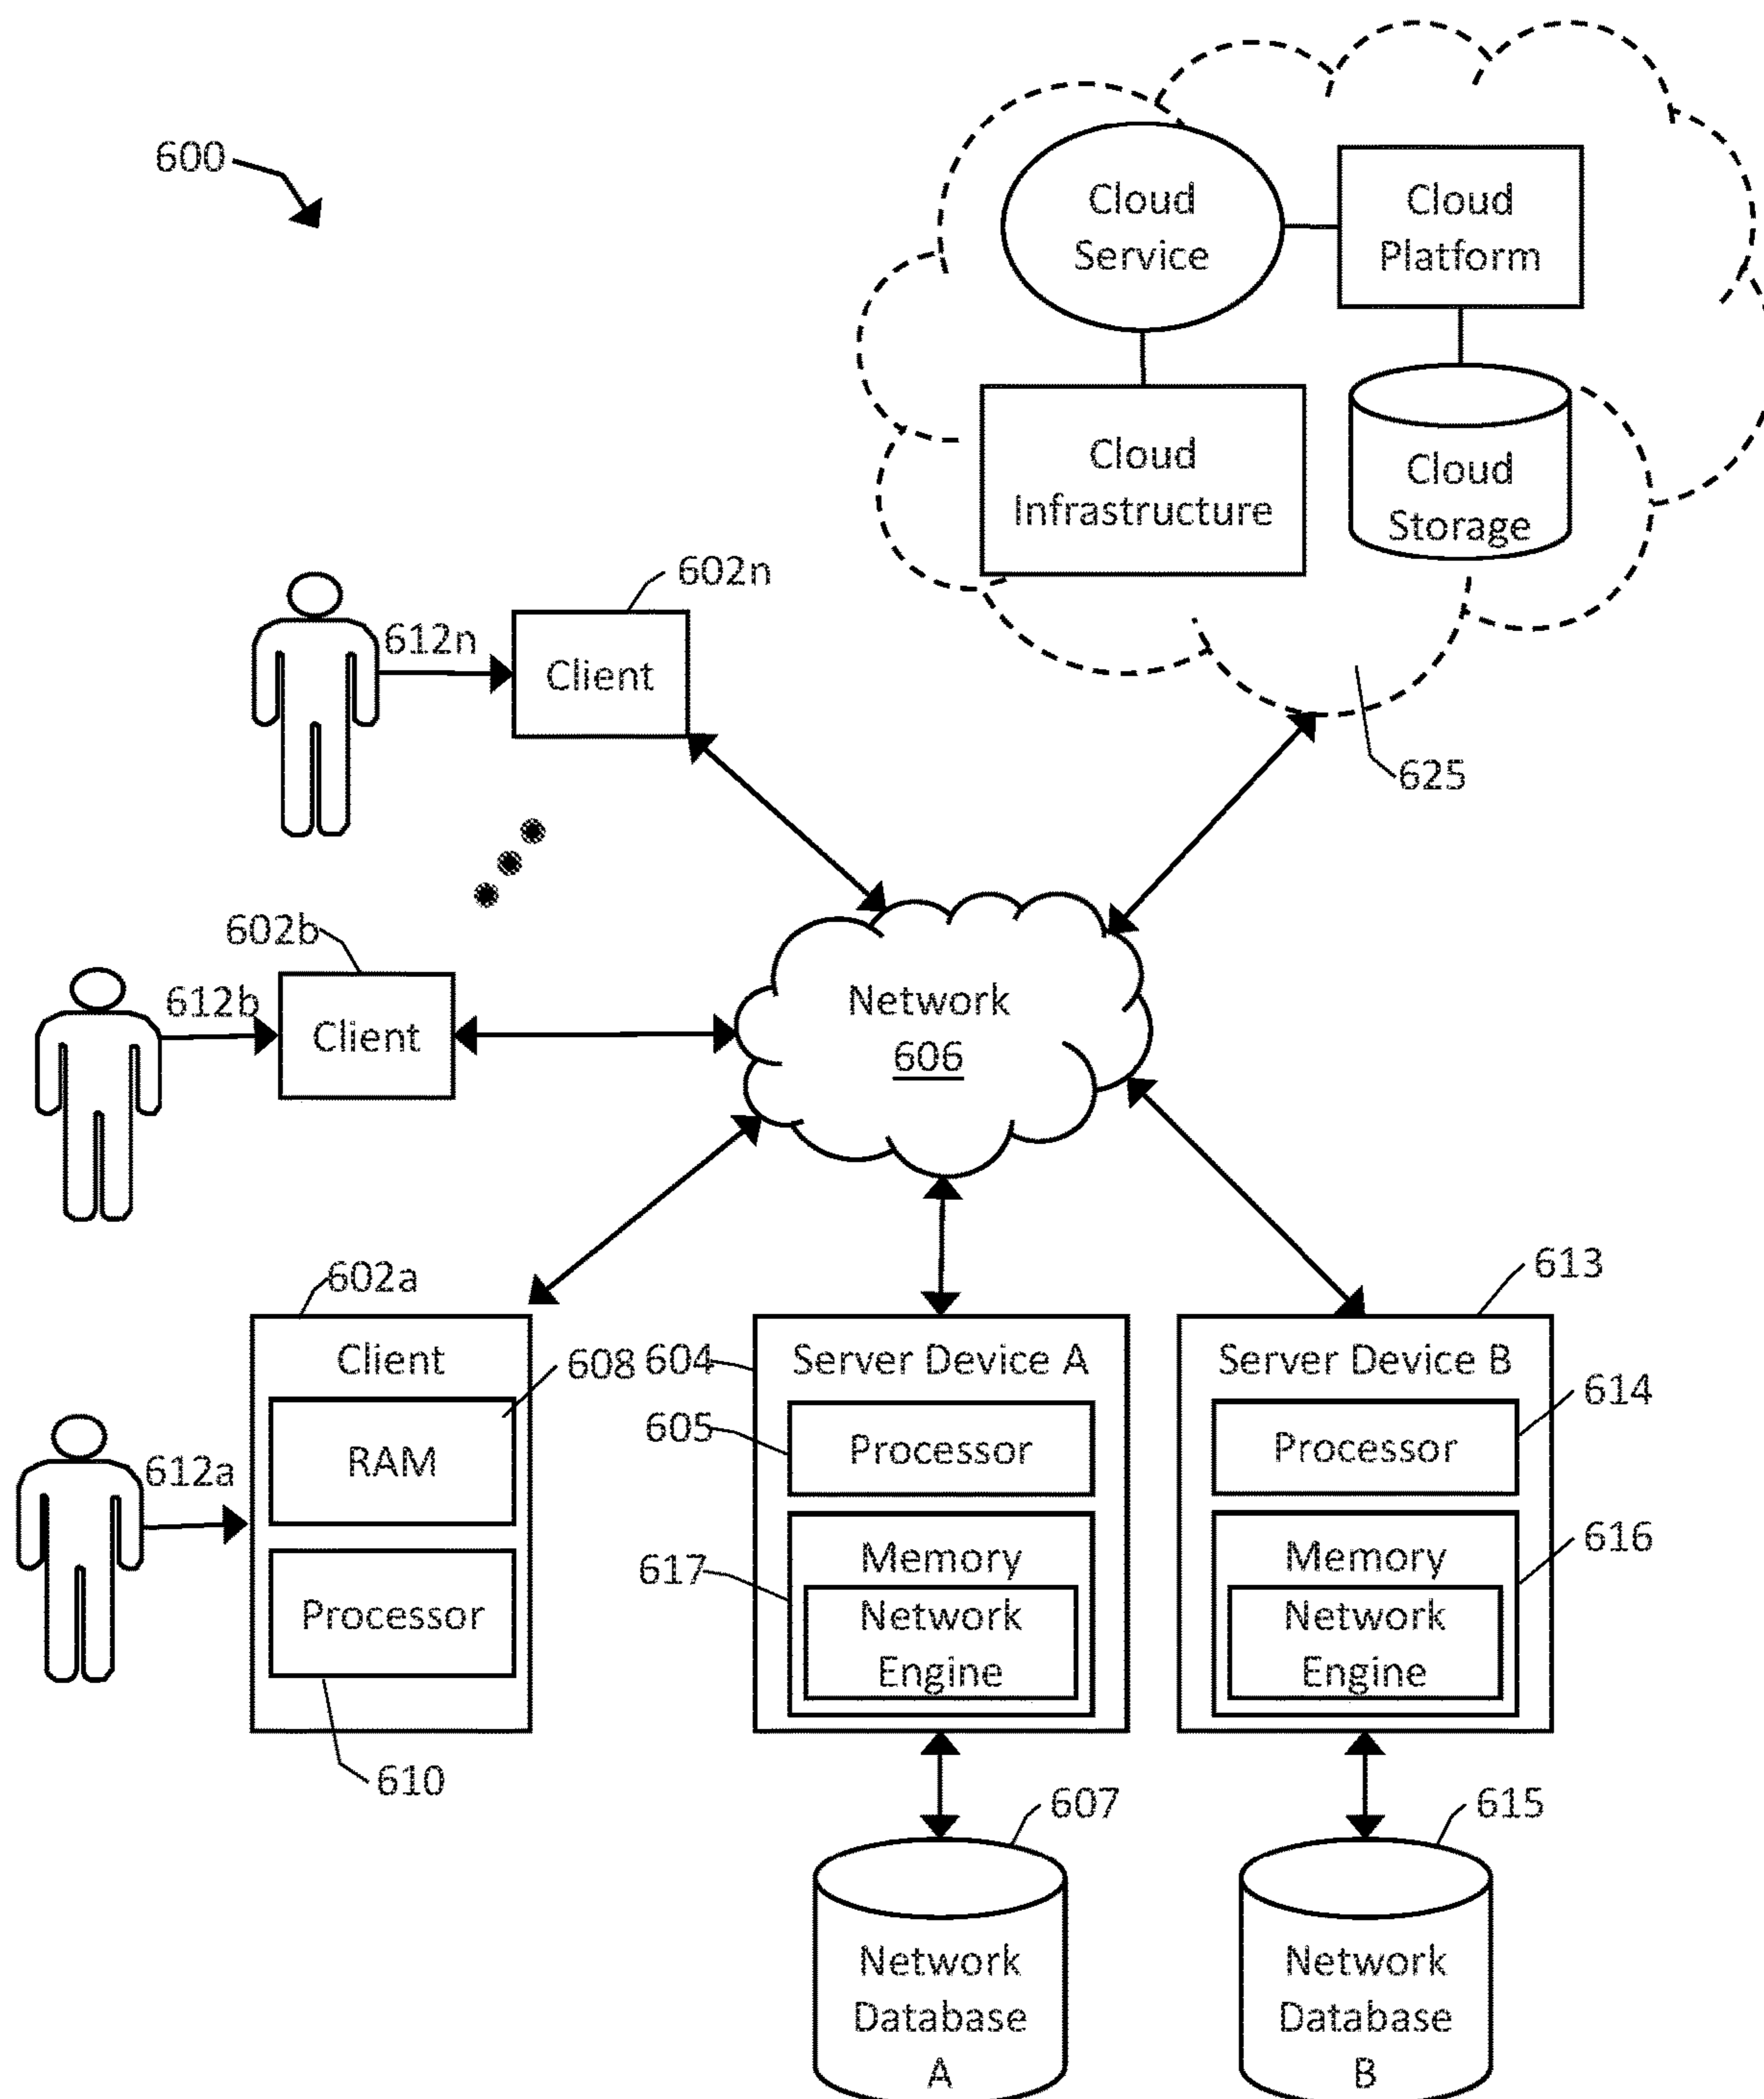 600
Cloud
Service
Cloud
Platform
Cloud
Infrastructure
Cloud
Storage
625
602n
612n
Client
602b
612b
Client
Network
606
602a
612a
Client
608
RAM
Processor
610
604
Server Device A
605
Processor
617
Memory
Network
Engine
613
Server Device B
614
Processor
616
Memory
Network
Engine
607
Network
Database
A
615
Network
Database
B